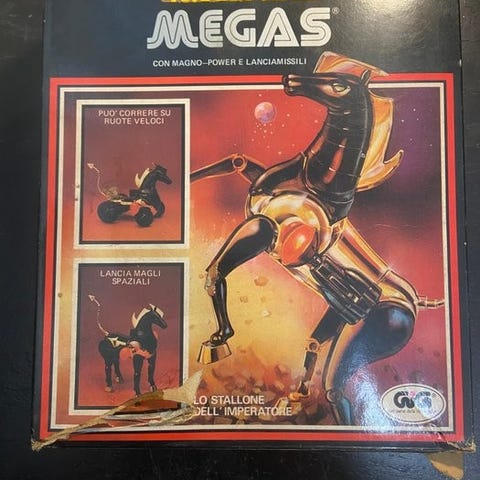 MEGAS®
CON MAGNO-POWER E LANCIAMISSILI
PUO' CORRERE SU
RUOTE VELOCI
LANCIA MAGLI
SPAZIALI
LO STALLONE
DELL'IMPERATORE
GiG